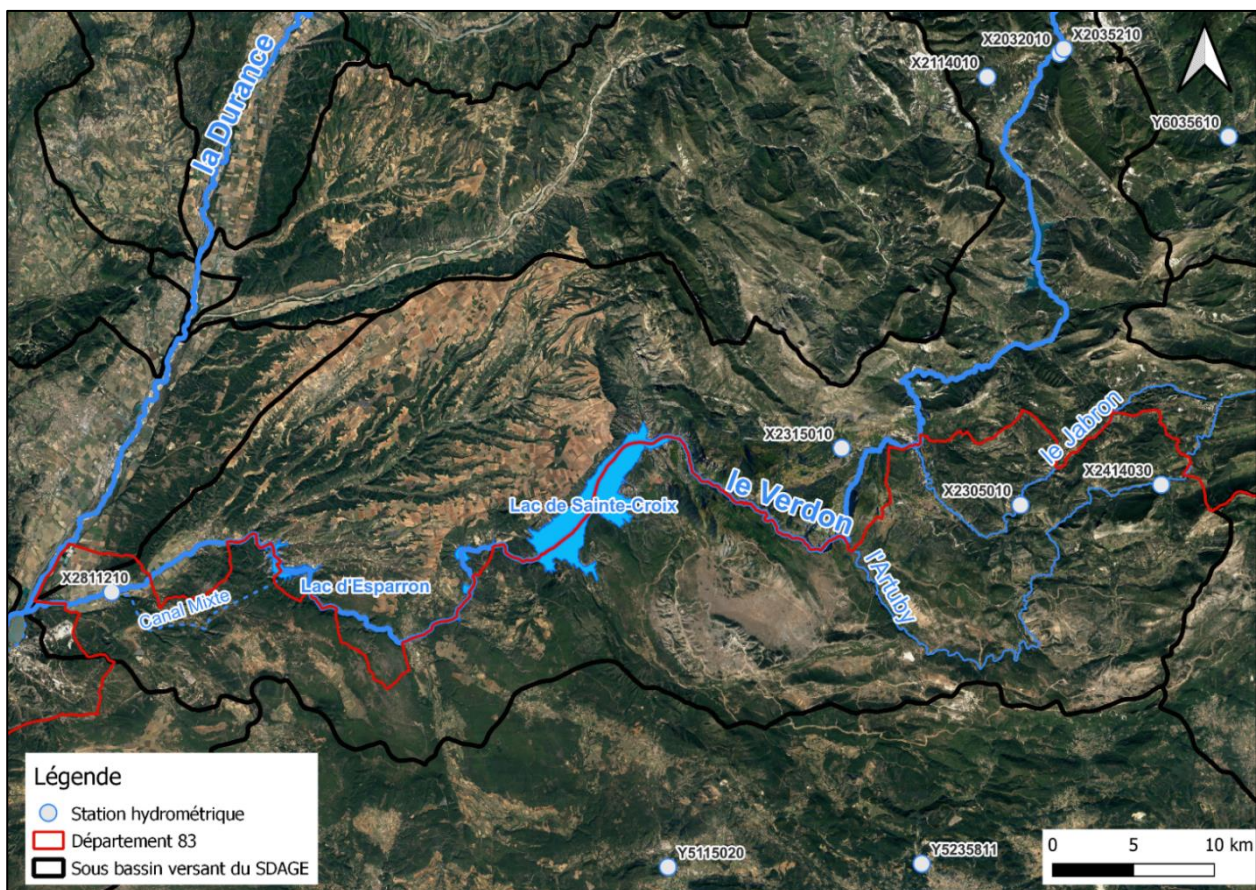 X2032010
X2035210
X2114010
Y6035610
la Durance
le Jabron
X2315010
X2414030
le Verdon
X2305010
Lac de Sainte-Croix
X2811210
Lac d'Esparron
Canal Mixte
l'Artuby
Légende
Station hydrométrique
Département 83
Sous bassin versant du SDAGE
Y5115020
Y5235811
0 5 10 km